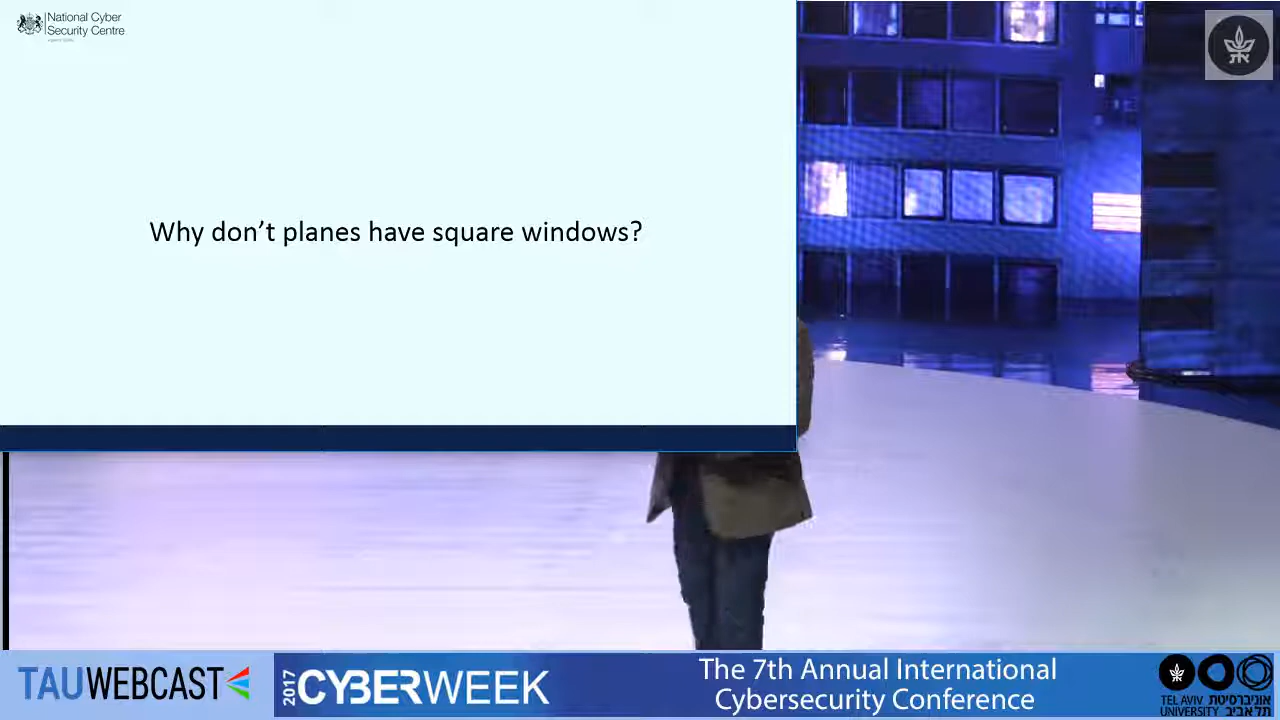 National Cyber
Security Centre
Why don't planes have square windows?
TAUWEBCAST
2017
CYBERWEEK
The 7th Annual International
Cybersecurity Conference
TEL AVIV אוניברסיטת
UNIVERSITY תל אביב